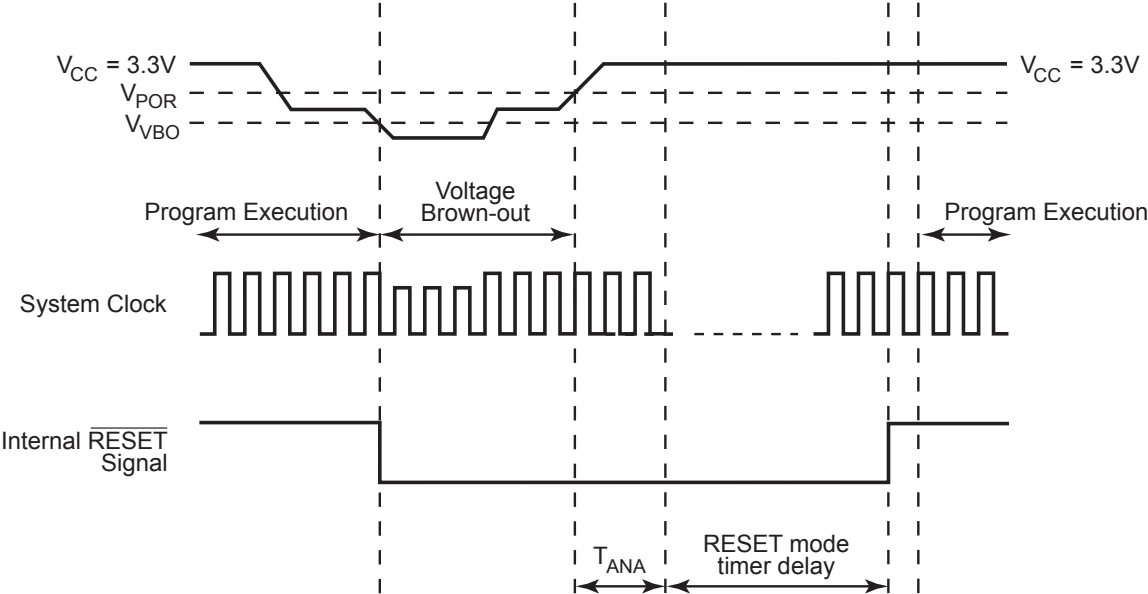 V_CC = 3.3V
V_CC = 3.3V
V_POR
V_VBO
Program Execution
Voltage
Brown-out
Program Execution
System Clock
Internal R̅E̅S̅E̅T̅
Signal
T_ANA
RESET mode
timer delay